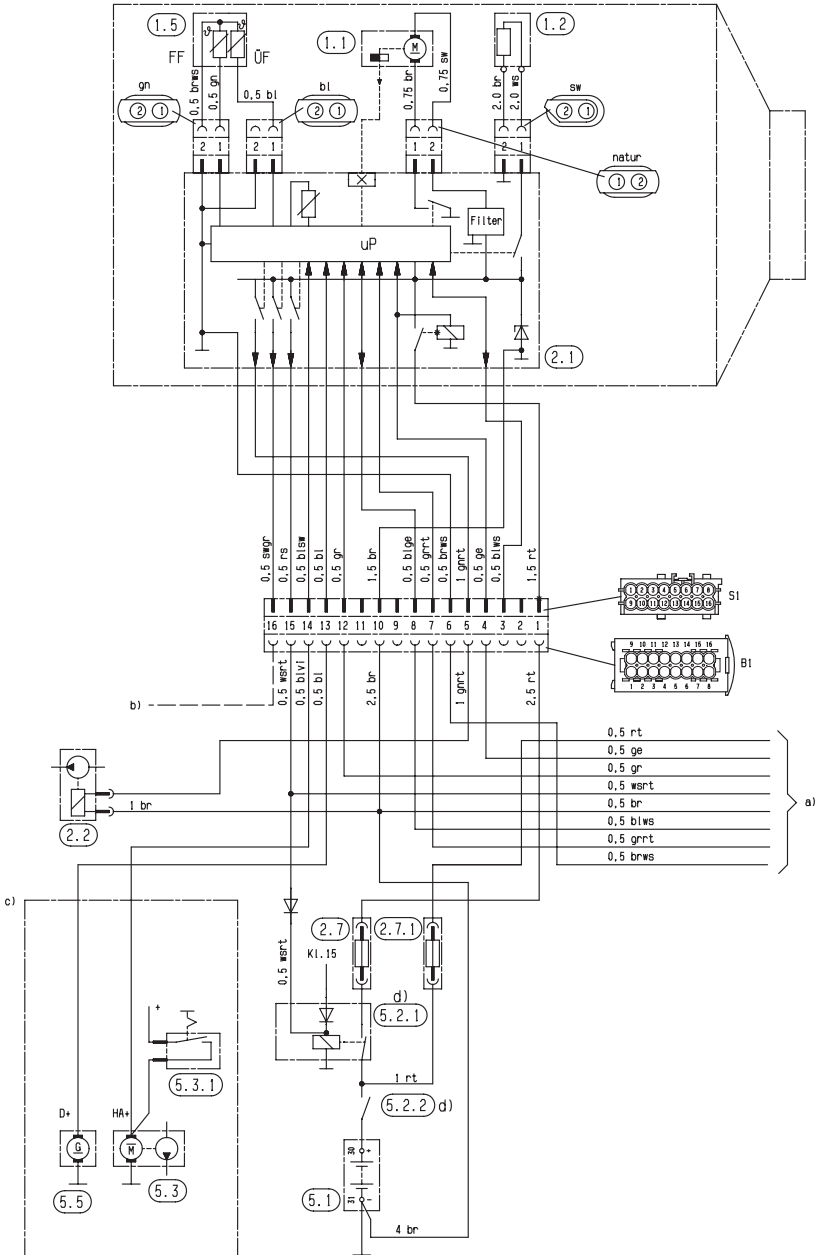 1.5
FF
ÜF
0,5 brws
0,5 gn
0,5 bl
gn
2 1
bl
2 1
1.1
M
0,75 br
0,75 sw
1.2
2.0 br
2.0 ws
sw
2 1
natur
1 2
2 1
2 1
1 2
2 1
Filter
uP
2.1
0,5 swgr
0,5 rs
0,5 blsw
0,5 bl
0,5 gr
1,5 br
0,5 blge
0,5 grrt
0,5 brws
1 gnrt
0,5 ge
0,5 blws
1,5 rt
16 15 14 13 12 11 10 9 8 7 6 5 4 3 2 1
1 2 3 4 5 6 7 8
9 10 11 12 13 14 15 16
S1
9 10 11 12 13 14 15 16
1 2 3 4 5 6 7 8
B1
0,5 wsrt
0,5 blvi
0,5 bl
2,5 br
1 gnrt
2,5 rt
b)
0,5 rt
0,5 ge
0,5 gr
0,5 wsrt
0,5 br
0,5 blws
0,5 grrt
0,5 brws
a)
1 br
2.2
c)
0,5 wsrt
Kl.15
2.7
2.7.1
d)
5.2.1
1 rt
5.2.2 d)
+
5.3.1
D+
HA+
G
M
5.5
5.3
30 +
31 -
5.1
4 br